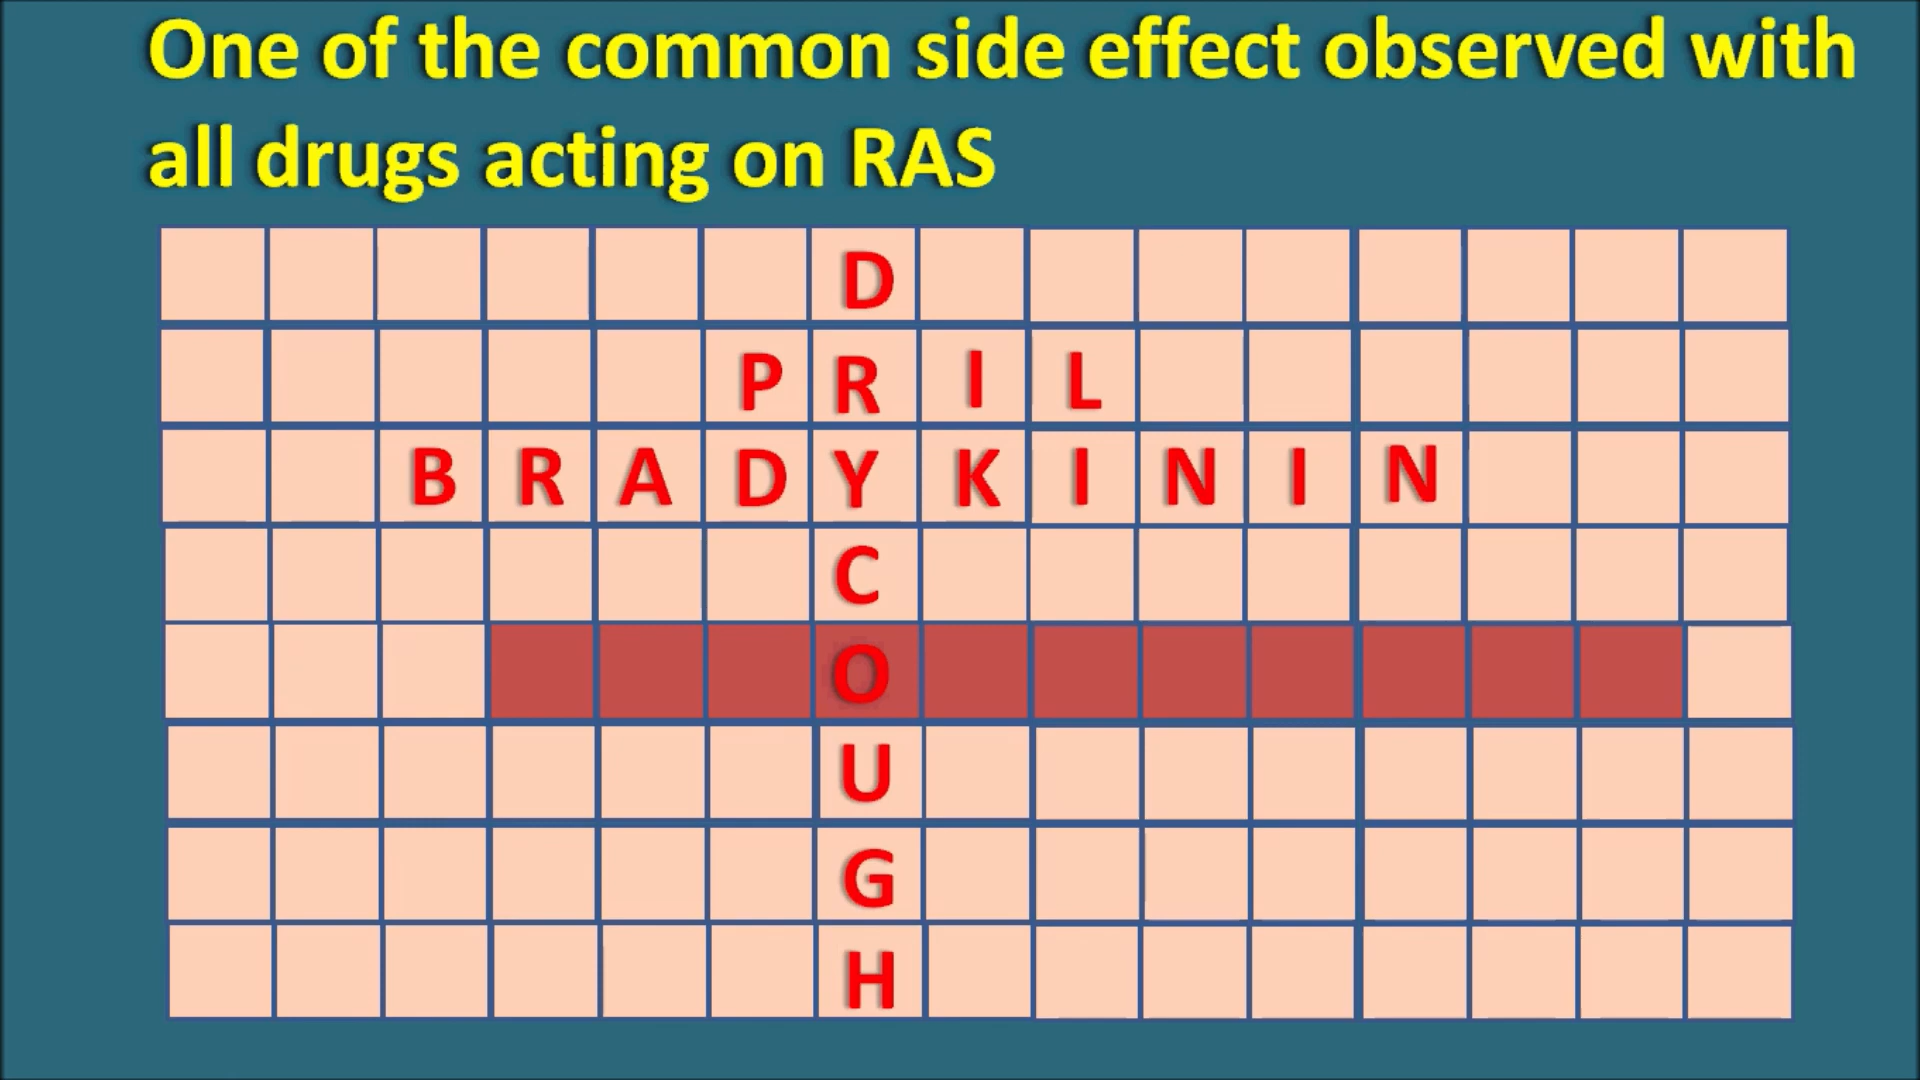 One of the common side effect observed with
all drugs acting on RAS
D
P R I L
B R A D Y K I N I N
C
O
U
G
H